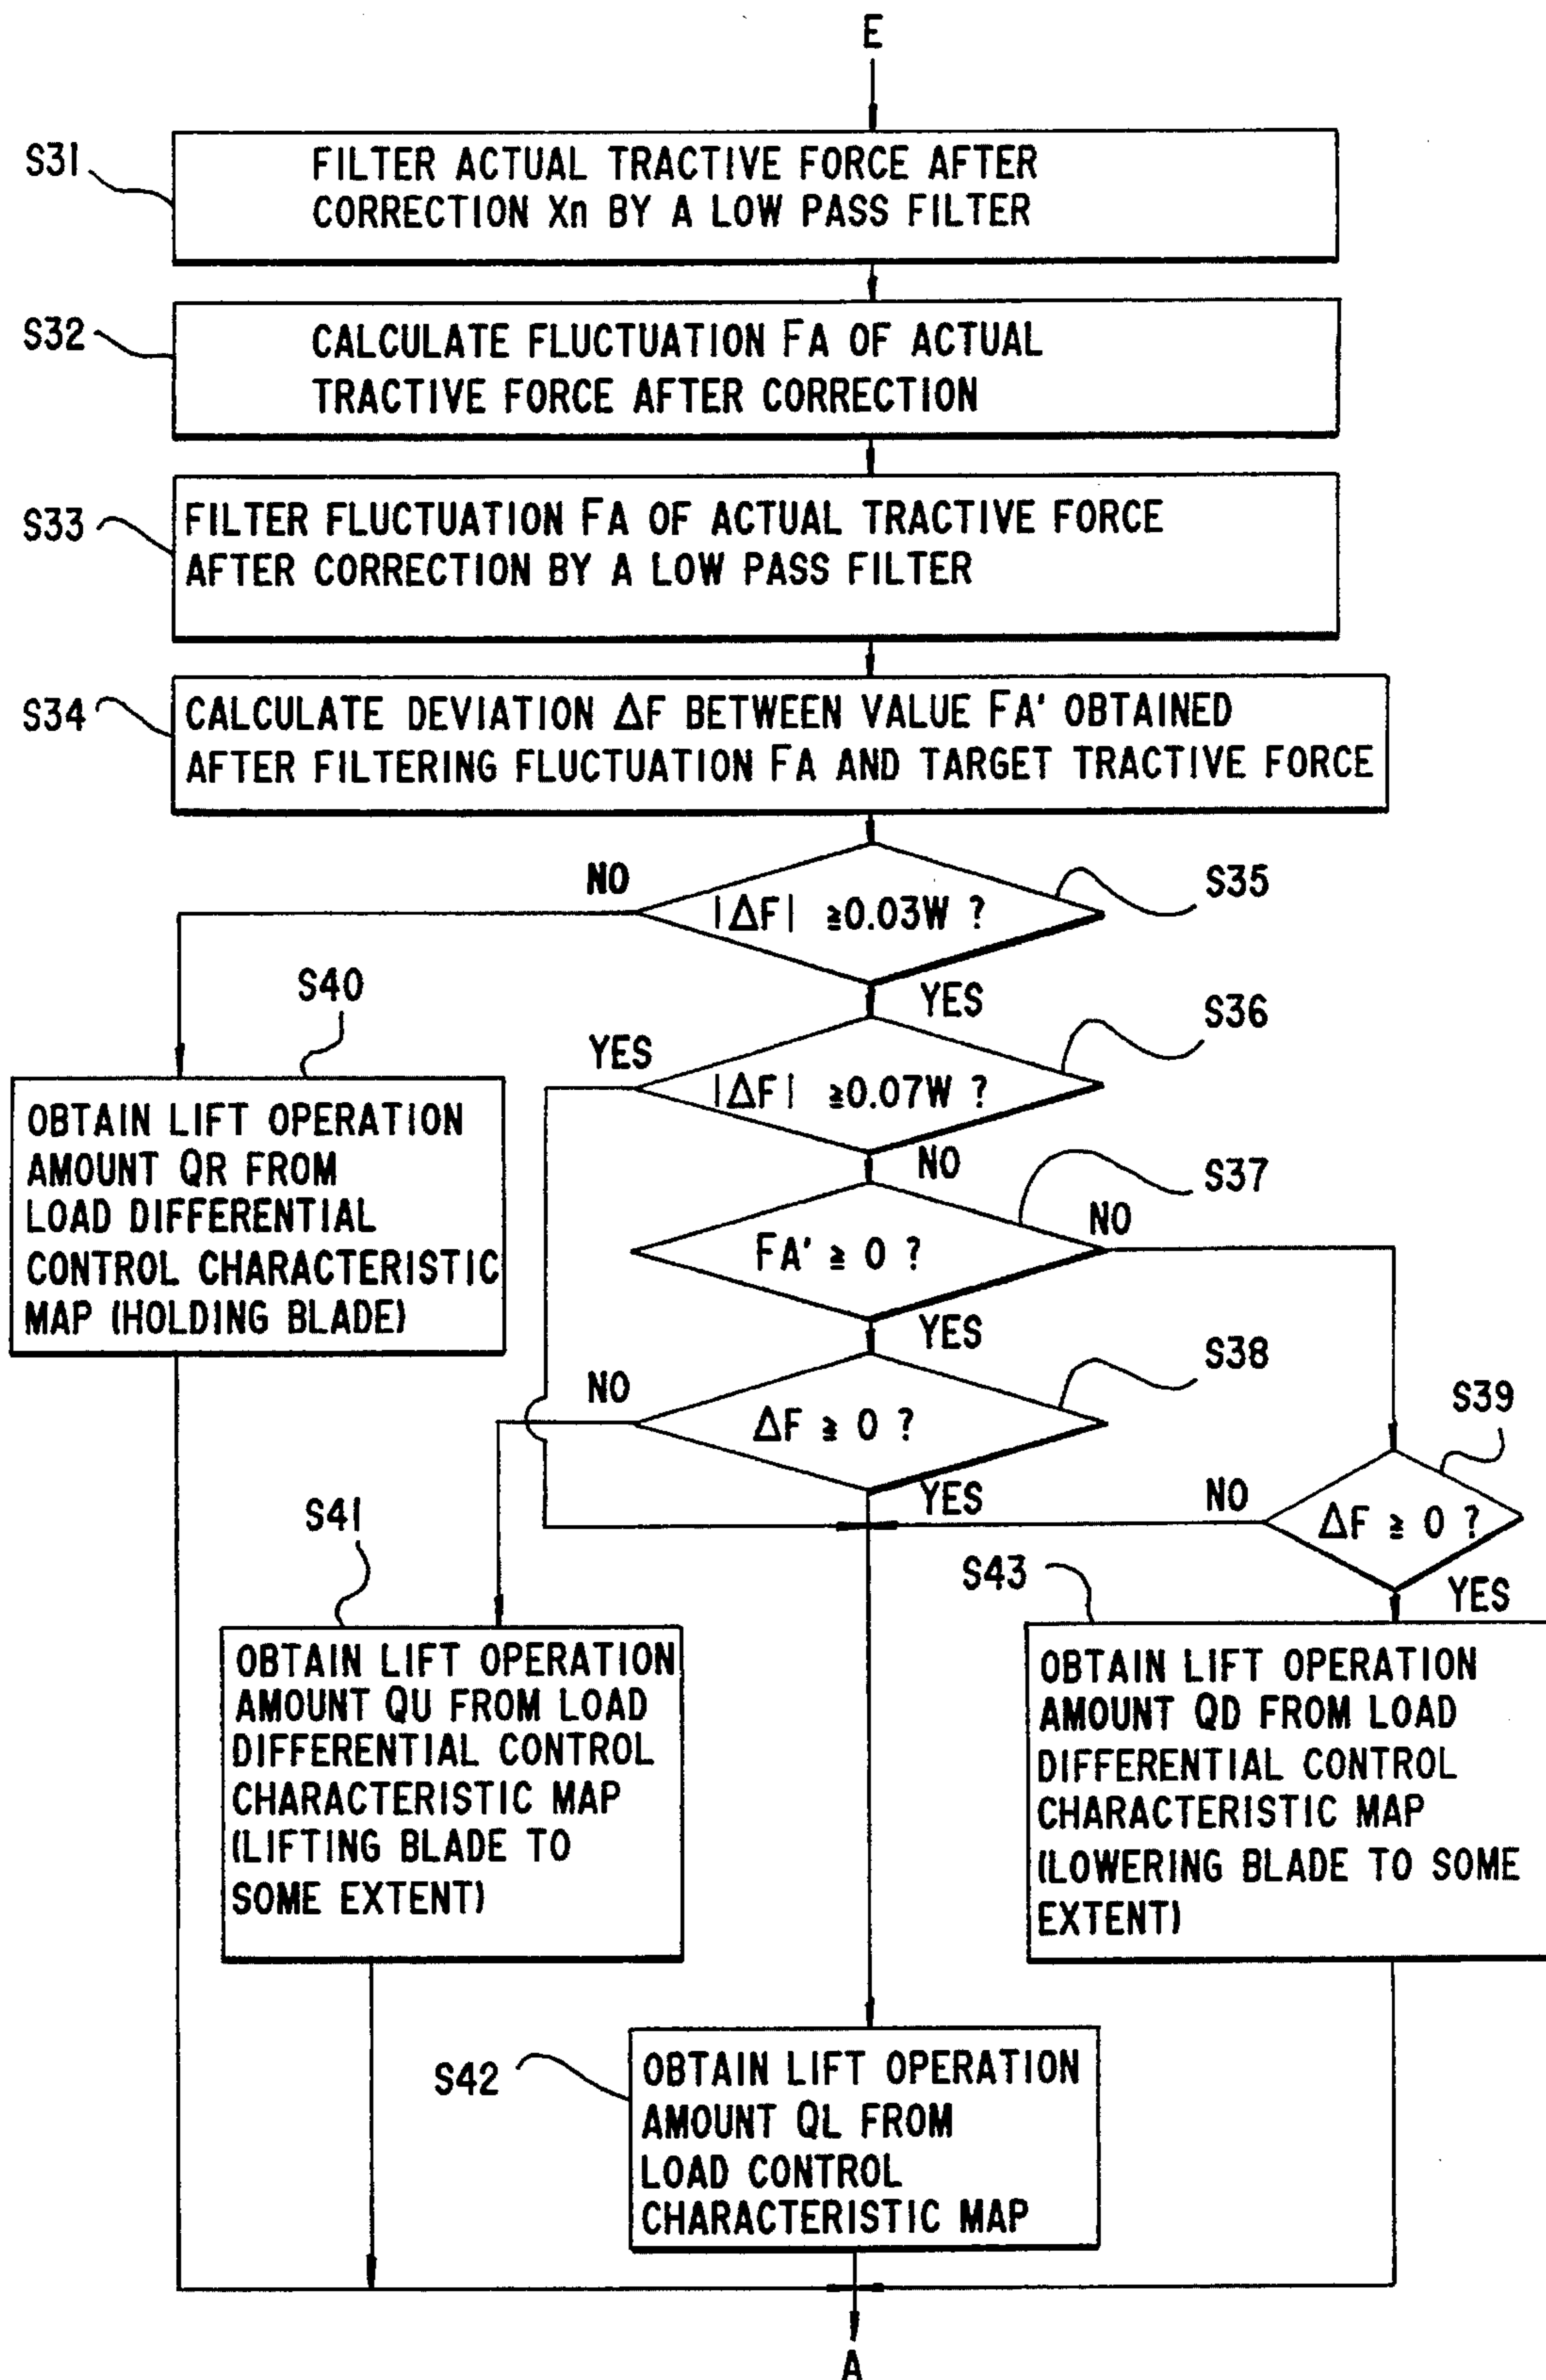 E
S31
FILTER ACTUAL TRACTIVE FORCE AFTER
CORRECTION Xn BY A LOW PASS FILTER
S32
CALCULATE FLUCTUATION FA OF ACTUAL
TRACTIVE FORCE AFTER CORRECTION
S33
FILTER FLUCTUATION FA OF ACTUAL TRACTIVE FORCE
AFTER CORRECTION BY A LOW PASS FILTER
S34
CALCULATE DEVIATION ΔF BETWEEN VALUE FA' OBTAINED
AFTER FILTERING FLUCTUATION FA AND TARGET TRACTIVE FORCE
NO
|ΔF| ≧0.03W ?
S35
YES
S40
OBTAIN LIFT OPERATION
AMOUNT QR FROM
LOAD DIFFERENTIAL
CONTROL CHARACTERISTIC
MAP (HOLDING BLADE)
YES
|ΔF| ≧0.07W ?
S36
NO
FA' ≧ 0 ?
S37
NO
YES
NO
ΔF ≧ 0 ?
S38
YES
NO
S39
ΔF ≧ 0 ?
YES
S41
OBTAIN LIFT OPERATION
AMOUNT QU FROM LOAD
DIFFERENTIAL CONTROL
CHARACTERISTIC MAP
(LIFTING BLADE TO
SOME EXTENT)
S43
OBTAIN LIFT OPERATION
AMOUNT QD FROM LOAD
DIFFERENTIAL CONTROL
CHARACTERISTIC MAP
(LOWERING BLADE TO SOME
EXTENT)
S42
OBTAIN LIFT OPERATION
AMOUNT QL FROM
LOAD CONTROL
CHARACTERISTIC MAP
A